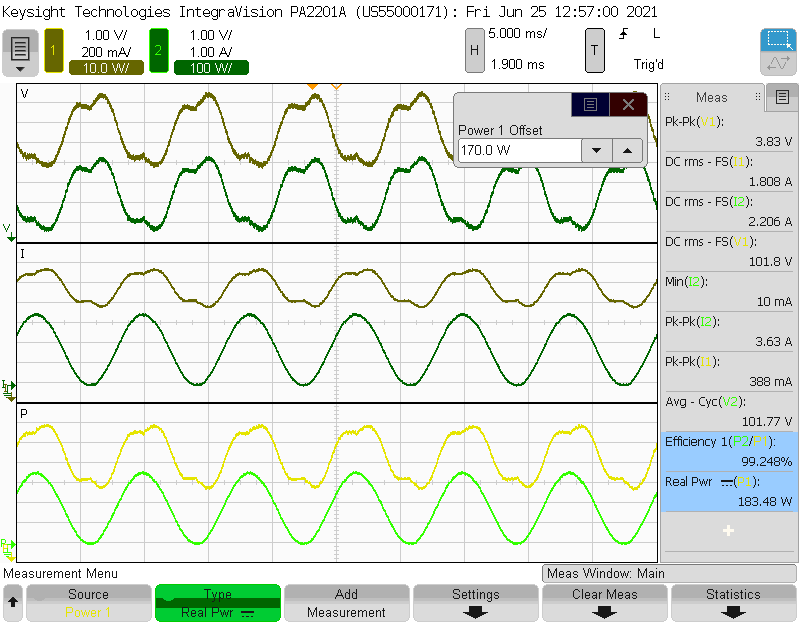 Keysight Technologies IntegraVision PA2201A (US55000171): Fri Jun 25 12:57:00 2021
1
1.00 V/
200 mA/
10.0 W/
2
1.00 V/
1.00 A/
100 W/
H
5.000 ms/
1.900 ms
T
L
Trig'd
V
Power 1 Offset
170.0 W
V
I
I
P
P
Meas
Pk-Pk(V1):
3.83 V
DC rms - FS(I1):
1.808 A
DC rms - FS(I2):
2.206 A
DC rms - FS(V1):
101.8 V
Min(I2):
10 mA
Pk-Pk(I2):
3.63 A
Pk-Pk(I1):
388 mA
Avg - Cyc(V2):
101.77 V
Efficiency 1(P2/P1):
99.248%
Real Pwr (P1):
183.48 W
Measurement Menu
Meas Window: Main
Source
Power 1
Type
Real Pwr
Add
Measurement
Settings
Clear Meas
Statistics